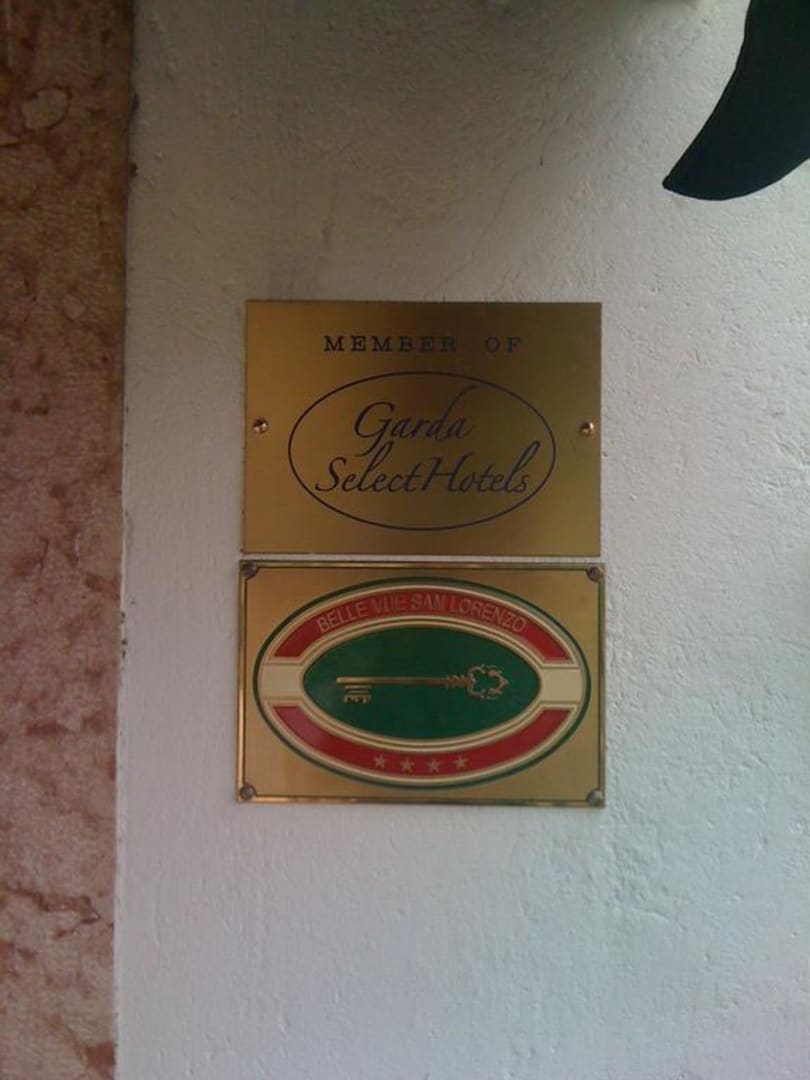 MEMBER OF
Garda
SelectHotels
BELLE VUE SAN LORENZO